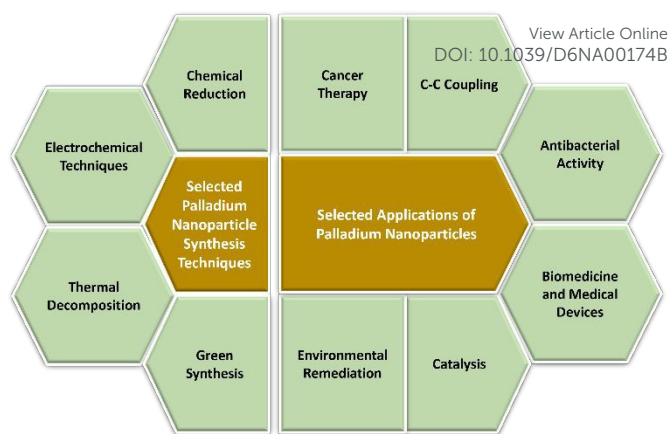 View Article Online
DOI: 10.1039/D6NA00174B
Chemical
Reduction
Cancer
Therapy
C-C Coupling
Electrochemical
Techniques
Antibacterial
Activity
Selected
Palladium
Nanoparticle
Synthesis
Techniques
Selected Applications of
Palladium Nanoparticles
Thermal
Decomposition
Biomedicine
and Medical
Devices
Green
Synthesis
Environmental
Remediation
Catalysis